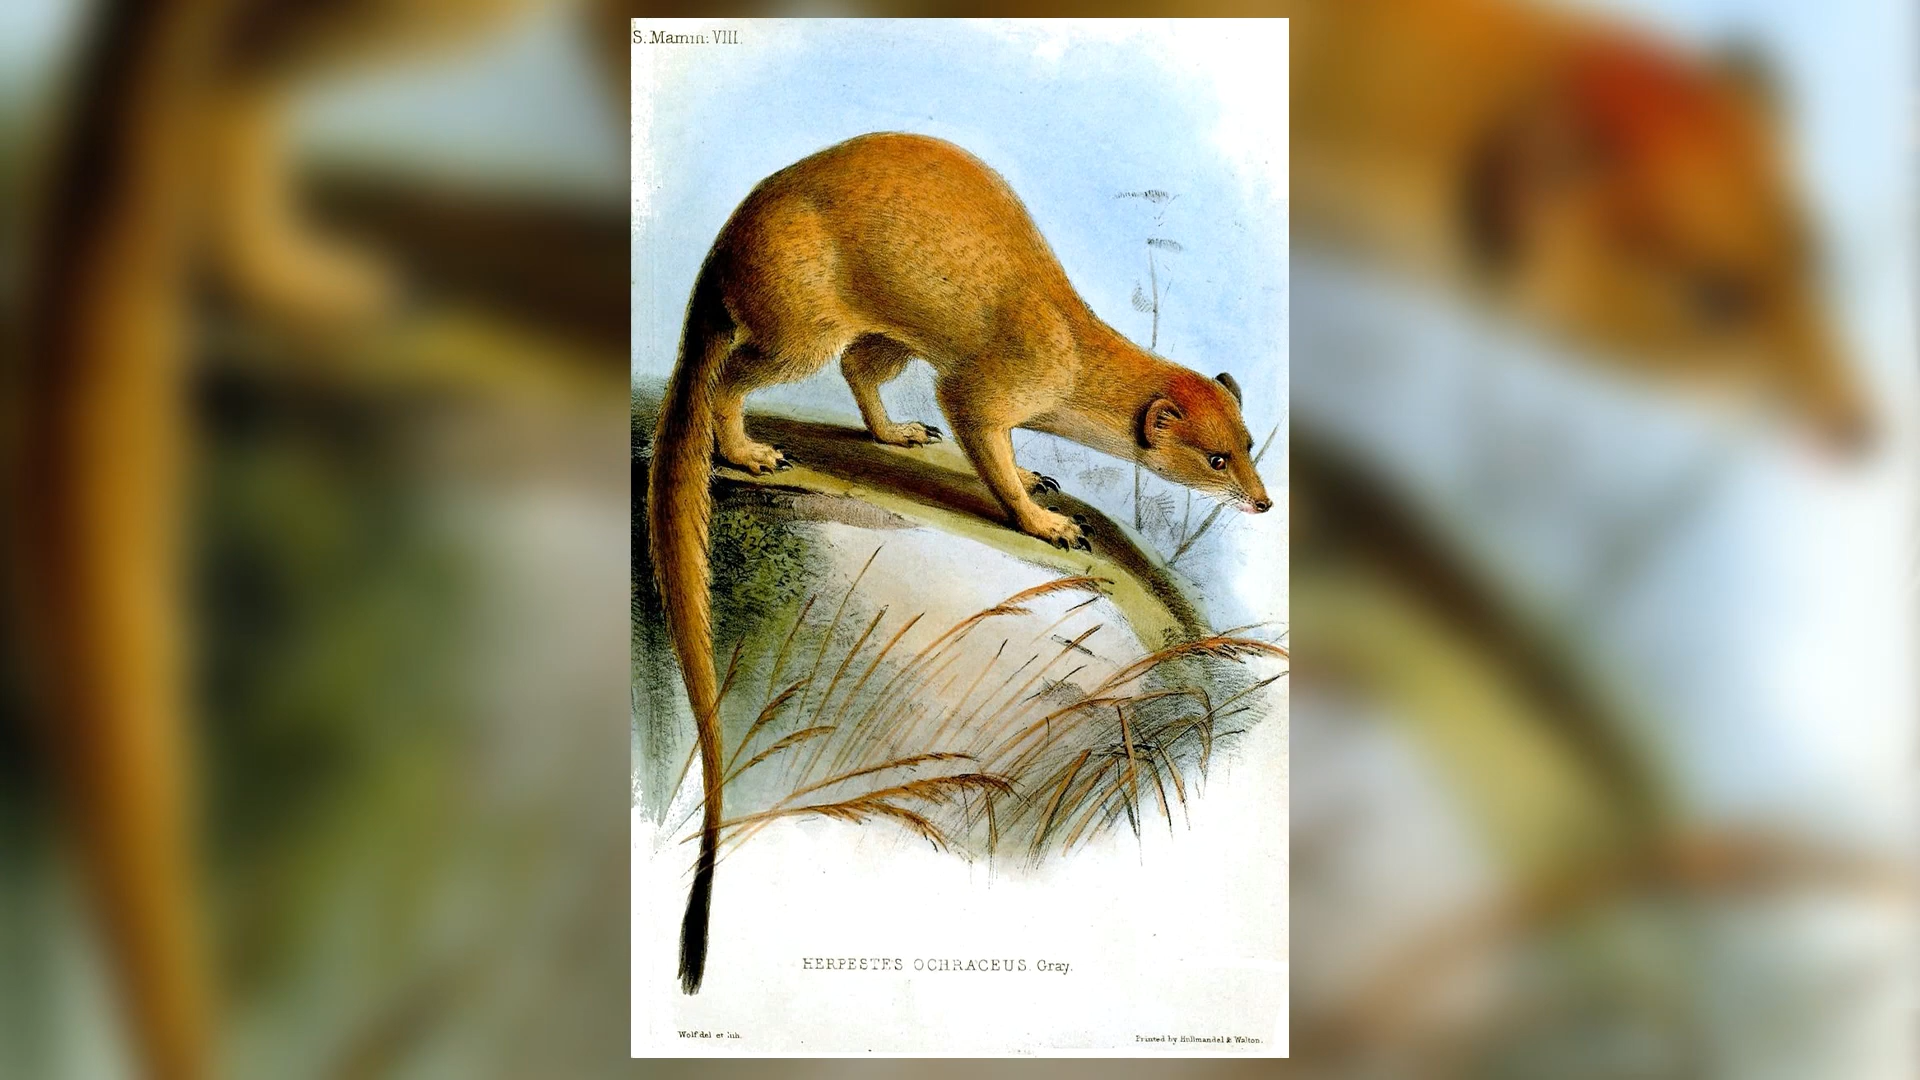 S. Mamm: VIII.
HERPESTES OCHRACEUS. Gray.
Wolf del et lith.
Printed by Hullmandel & Walton.